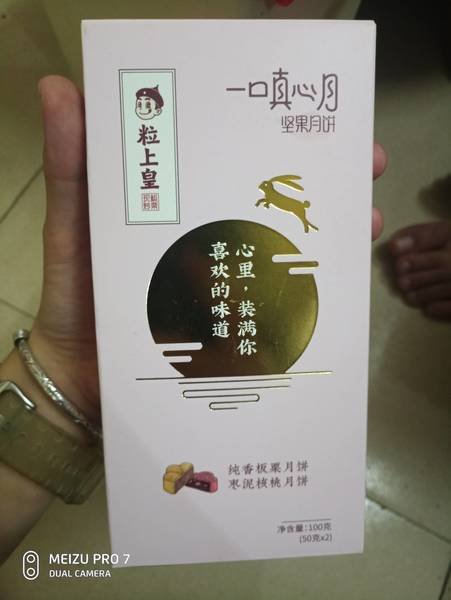 一口真心月
坚果月饼
粒上皇
心里，装满你
喜欢的味道
纯香板栗月饼
枣泥核桃月饼
净含量：100克
(50克x2)
MEIZU PRO 7
DUAL CAMERA